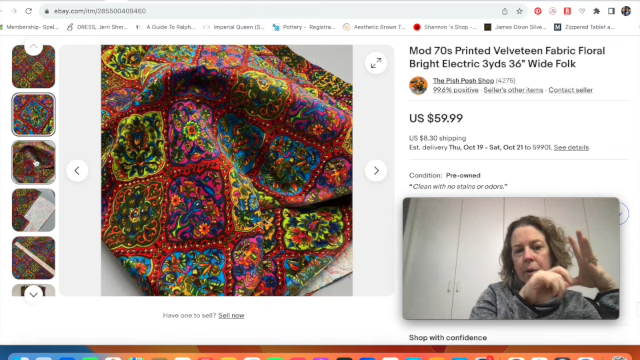 ebay.com/itm/285500409460
Membership- Spel...
DRESS, Jerri Sher...
A Guide To Ralph...
Imperial Queen (S...
Pottery - Registra...
Aesthetic Brown T...
Shannon 's Shop -...
James Dixon Silve...
Zippered Tablet a...
Mod 70s Printed Velveteen Fabric Floral
Bright Electric 3yds 36" Wide Folk
The Pish Posh Shop (4275)
99.6% positive · Seller's other items · Contact seller
US $59.99
US $8.30 shipping
Est. delivery Thu, Oct 19 - Sat, Oct 21 to 59901. See details
Condition: Pre-owned
"Clean with no stains or odors."
Have one to sell? Sell now
Shop with confidence